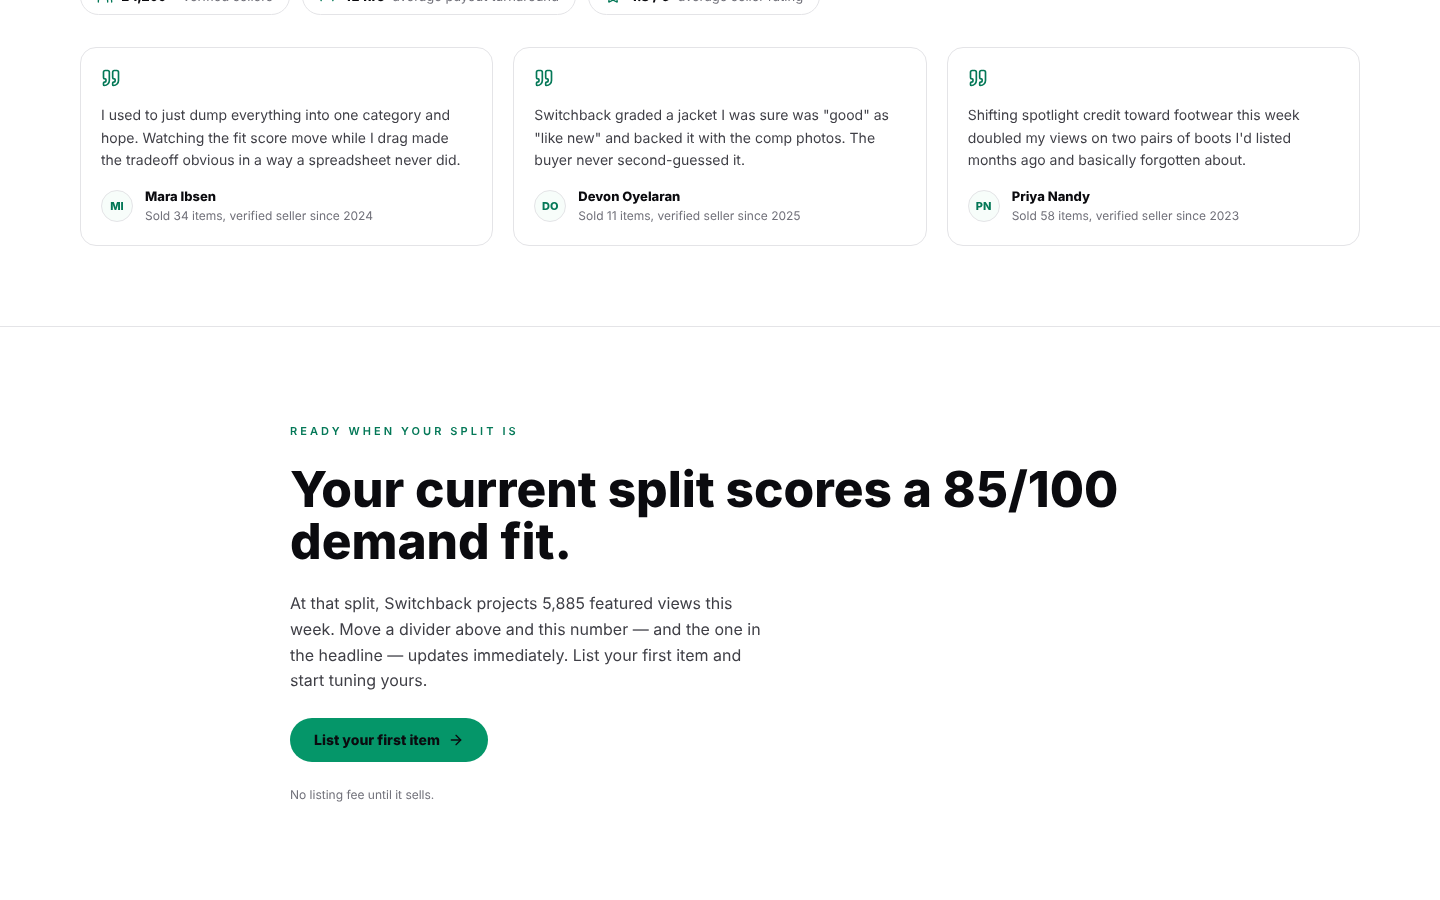 I used to just dump everything into one category and
hope. Watching the fit score move while I drag made
the tradeoff obvious in a way a spreadsheet never did.
MI
Mara Ibsen
Sold 34 items, verified seller since 2024
Switchback graded a jacket I was sure was "good" as
"like new" and backed it with the comp photos. The
buyer never second-guessed it.
DO
Devon Oyelaran
Sold 11 items, verified seller since 2025
Shifting spotlight credit toward footwear this week
doubled my views on two pairs of boots I'd listed
months ago and basically forgotten about.
PN
Priya Nandy
Sold 58 items, verified seller since 2023
READY WHEN YOUR SPLIT IS
Your current split scores a 85/100
demand fit.
At that split, Switchback projects 5,885 featured views this
week. Move a divider above and this number — and the one in
the headline — updates immediately. List your first item and
start tuning yours.
List your first item
No listing fee until it sells.